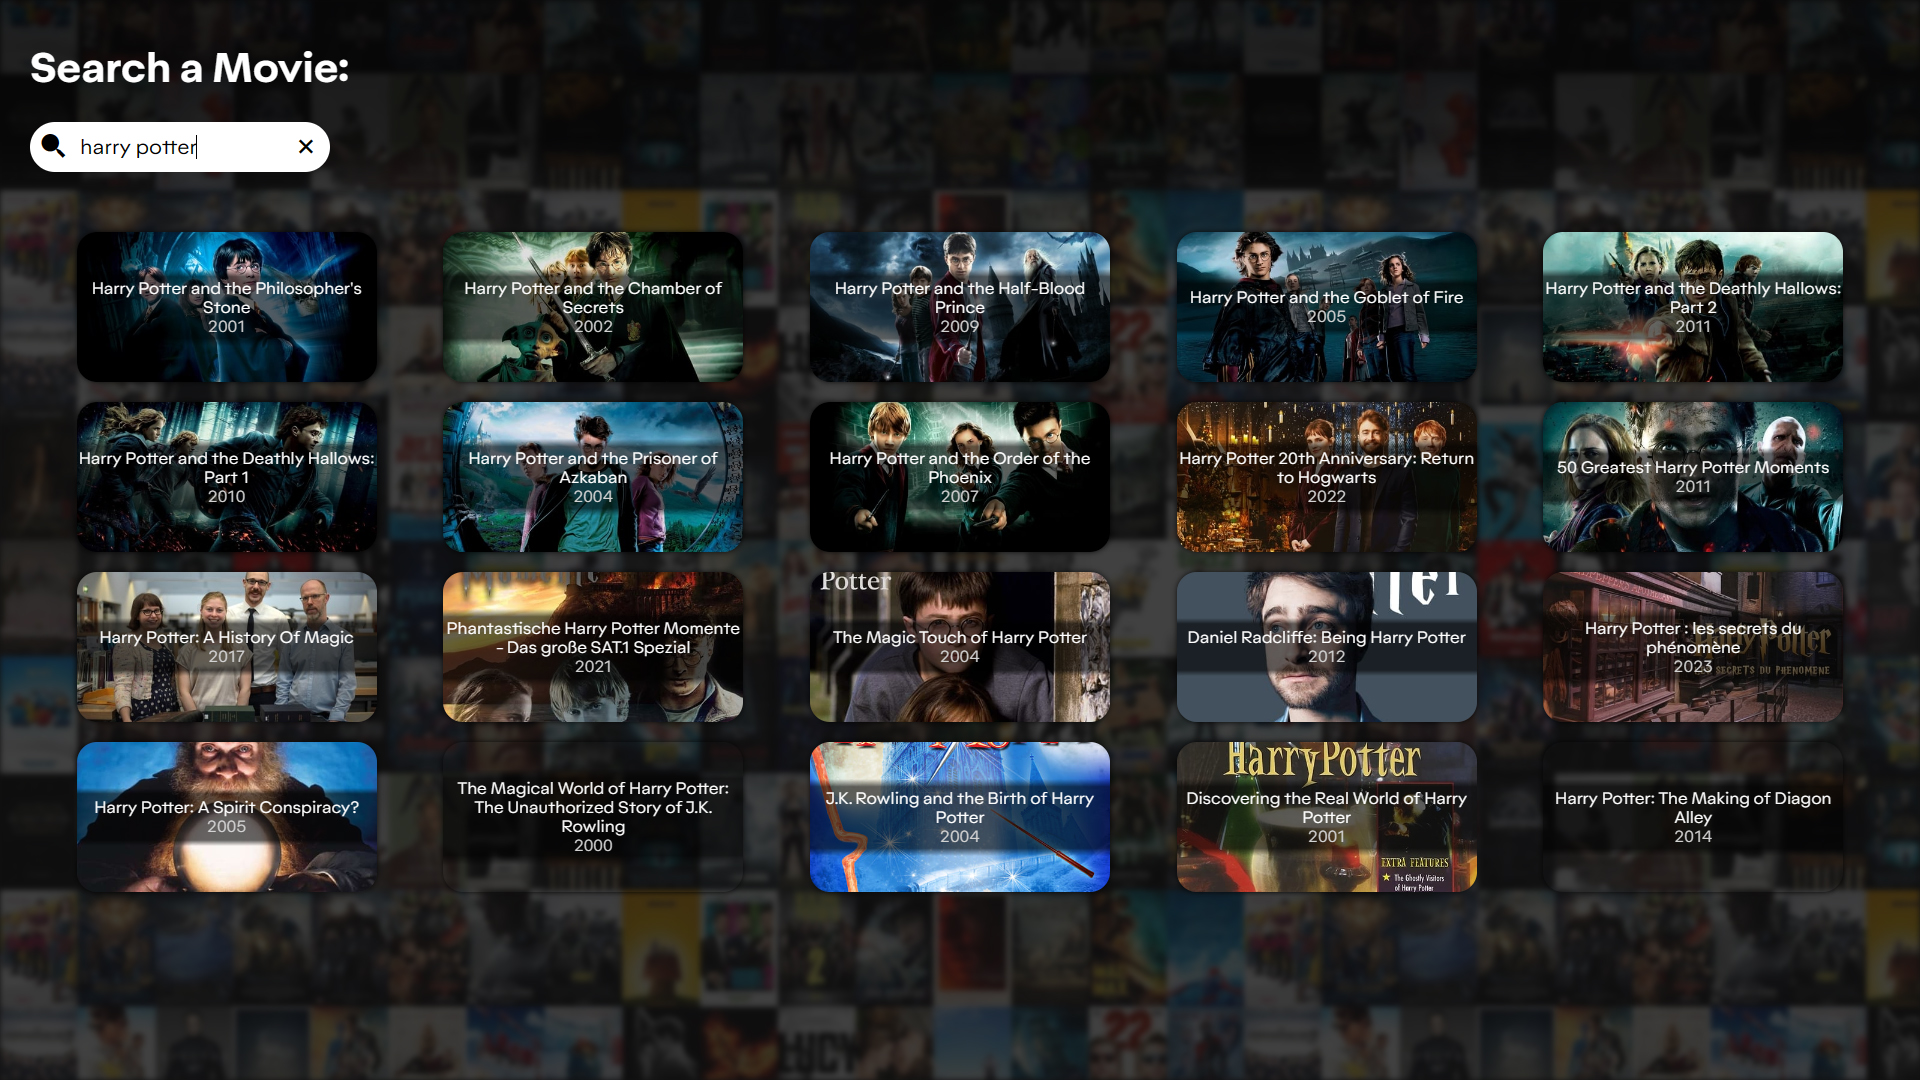 Search a Movie:
harry potter
Harry Potter and the Philosopher's
Stone
2001
Harry Potter and the Chamber of
Secrets
2002
Harry Potter and the Half-Blood
Prince
2009
Harry Potter and the Goblet of Fire
2005
Harry Potter and the Deathly Hallows:
Part 2
2011
Harry Potter and the Deathly Hallows:
Part 1
2010
Harry Potter and the Prisoner of
Azkaban
2004
Harry Potter and the Order of the
Phoenix
2007
Harry Potter 20th Anniversary: Return
to Hogwarts
2022
50 Greatest Harry Potter Moments
2011
Harry Potter: A History Of Magic
2017
Phantastische Harry Potter Momente
- Das große SAT.1 Spezial
2021
Potter
The Magic Touch of Harry Potter
2004
Daniel Radcliffe: Being Harry Potter
2012
Harry Potter : les secrets du
phénomène
2023
SECRETS DU PHENOMENE
Harry Potter: A Spirit Conspiracy?
2005
The Magical World of Harry Potter:
The Unauthorized Story of J.K.
Rowling
2000
J.K. Rowling and the Birth of Harry
Potter
2004
Harry Potter
Discovering the Real World of Harry
Potter
2001
EXTRA FEATURES
The Ghostly Visitors
of Harry Potter
Harry Potter: The Making of Diagon
Alley
2014
2
22
LUCY
22